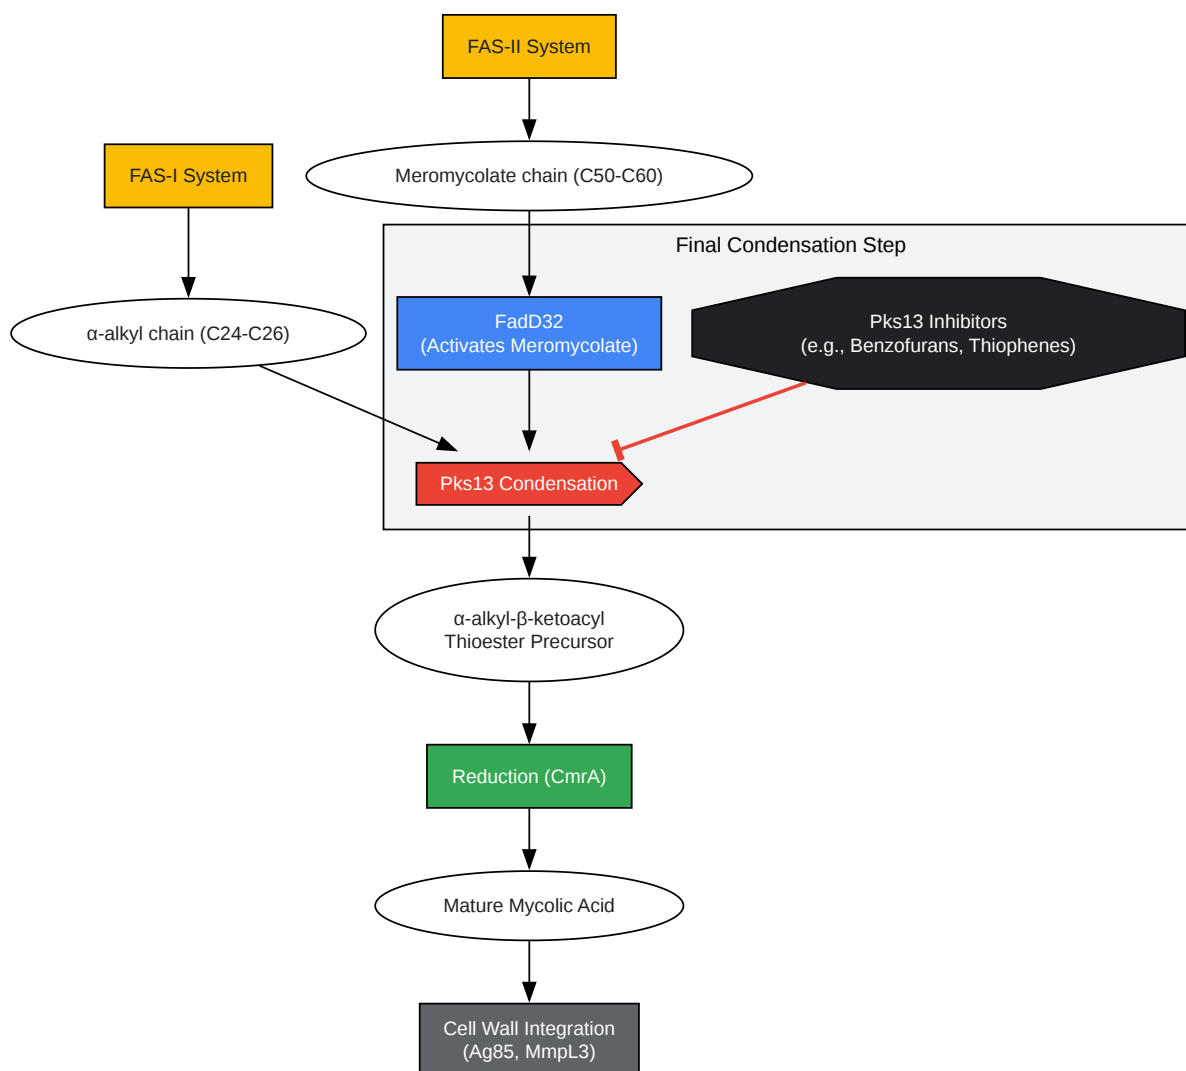 FAS-II System
FAS-I System
Meromycolate chain (C50-C60)
Final Condensation Step
α-alkyl chain (C24-C26)
FadD32
(Activates Meromycolate)
Pks13 Inhibitors
(e.g., Benzofurans, Thiophenes)
Pks13 Condensation
α-alkyl-β-ketoacyl
Thioester Precursor
Reduction (CmrA)
Mature Mycolic Acid
Cell Wall Integration
(Ag85, MmpL3)